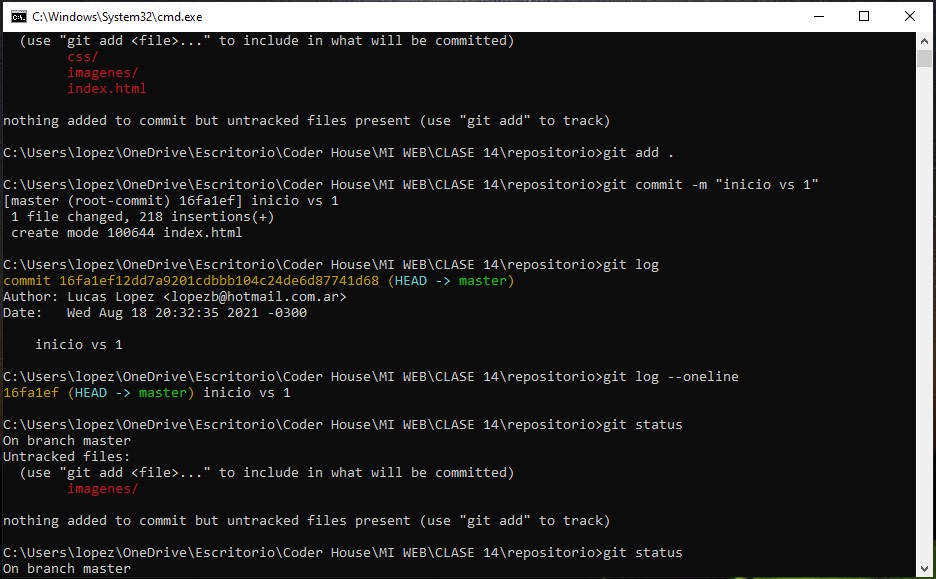 C:\Windows\System32\cmd.exe
(use "git add <file>..." to include in what will be committed)
css/
imagenes/
index.html
nothing added to commit but untracked files present (use "git add" to track)
C:\Users\lopez\OneDrive\Escritorio\Coder House\MI WEB\CLASE 14\repositorio>git add .
C:\Users\lopez\OneDrive\Escritorio\Coder House\MI WEB\CLASE 14\repositorio>git commit -m "inicio vs 1"
[master (root-commit) 16fa1ef] inicio vs 1
1 file changed, 218 insertions(+)
create mode 100644 index.html
C:\Users\lopez\OneDrive\Escritorio\Coder House\MI WEB\CLASE 14\repositorio>git log
commit 16fa1ef12dd7a9201cdbbb104c24de6d87741d68 (HEAD -> master)
Author: Lucas Lopez <lopezb@hotmail.com.ar>
Date:   Wed Aug 18 20:32:35 2021 -0300
inicio vs 1
C:\Users\lopez\OneDrive\Escritorio\Coder House\MI WEB\CLASE 14\repositorio>git log --oneline
16fa1ef (HEAD -> master) inicio vs 1
C:\Users\lopez\OneDrive\Escritorio\Coder House\MI WEB\CLASE 14\repositorio>git status
On branch master
Untracked files:
(use "git add <file>..." to include in what will be committed)
imagenes/
nothing added to commit but untracked files present (use "git add" to track)
C:\Users\lopez\OneDrive\Escritorio\Coder House\MI WEB\CLASE 14\repositorio>git status
On branch master